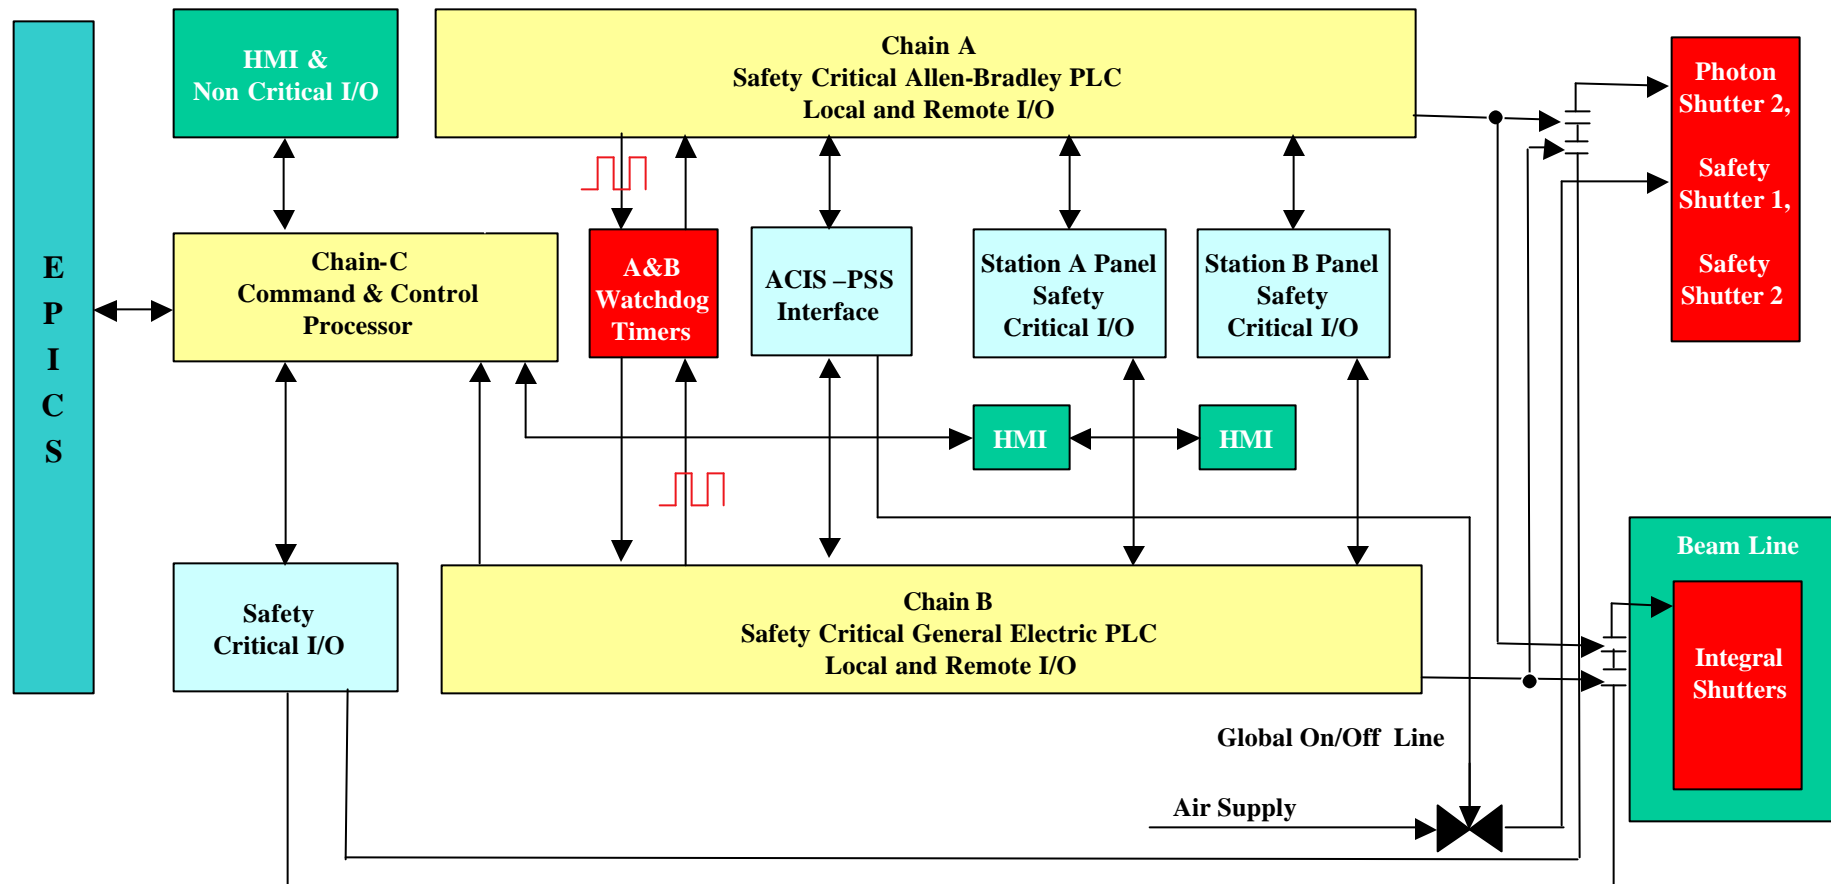 E
P
I
C
S
HMI &
Non Critical I/O
Chain A
Safety Critical Allen-Bradley PLC
Local and Remote I/O
Photon
Shutter 2,
Safety
Shutter 1,
Safety
Shutter 2
Chain-C
Command & Control
Processor
A&B
Watchdog
Timers
ACIS –PSS
Interface
Station A Panel
Safety
Critical I/O
Station B Panel
Safety
Critical I/O
HMI
HMI
Safety
Critical I/O
Chain B
Safety Critical General Electric PLC
Local and Remote I/O
Beam Line
Integral
Shutters
Global On/Off Line
Air Supply